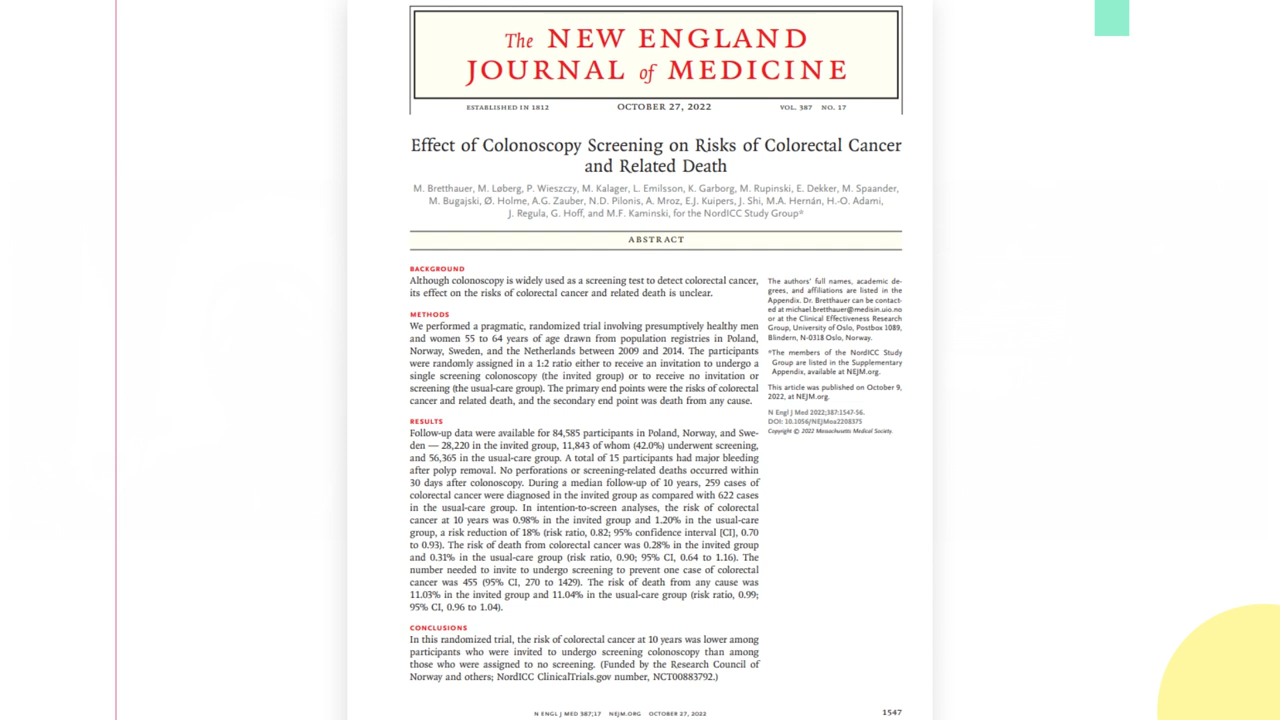 The NEW ENGLAND
JOURNAL of MEDICINE
ESTABLISHED IN 1812 OCTOBER 27, 2022 VOL. 387 NO. 17
Effect of Colonoscopy Screening on Risks of Colorectal Cancer
and Related Death
M. Bretthauer, M. Løberg, P. Wieszczy, M. Kalager, L. Emilsson, K. Garborg, M. Rupinski, E. Dekker, M. Spaander,
M. Bugajski, Ø. Holme, A.G. Zauber, N.D. Pilonis, A. Mroz, E.J. Kuipers, J. Shi, M.A. Hernán, H.-O. Adami,
J. Regula, G. Hoff, and M.F. Kaminski, for the NordICC Study Group*
ABSTRACT
BACKGROUND
Although colonoscopy is widely used as a screening test to detect colorectal cancer,
its effect on the risks of colorectal cancer and related death is unclear.
METHODS
We performed a pragmatic, randomized trial involving presumptively healthy men
and women 55 to 64 years of age drawn from population registries in Poland,
Norway, Sweden, and the Netherlands between 2009 and 2014. The participants
were randomly assigned in a 1:2 ratio either to receive an invitation to undergo a
single screening colonoscopy (the invited group) or to receive no invitation or
screening (the usual-care group). The primary end points were the risks of colorectal
cancer and related death, and the secondary end point was death from any cause.
RESULTS
Follow-up data were available for 84,585 participants in Poland, Norway, and Swe-
den — 28,220 in the invited group, 11,843 of whom (42.0%) underwent screening,
and 56,365 in the usual-care group. A total of 15 participants had major bleeding
after polyp removal. No perforations or screening-related deaths occurred within
30 days after colonoscopy. During a median follow-up of 10 years, 259 cases of
colorectal cancer were diagnosed in the invited group as compared with 622 cases
in the usual-care group. In intention-to-screen analyses, the risk of colorectal
cancer at 10 years was 0.98% in the invited group and 1.20% in the usual-care
group, a risk reduction of 18% (risk ratio, 0.82; 95% confidence interval [CI], 0.70
to 0.93). The risk of death from colorectal cancer was 0.28% in the invited group
and 0.31% in the usual-care group (risk ratio, 0.90; 95% CI, 0.64 to 1.16). The
number needed to invite to undergo screening to prevent one case of colorectal
cancer was 455 (95% CI, 270 to 1429). The risk of death from any cause was
11.03% in the invited group and 11.04% in the usual-care group (risk ratio, 0.99;
95% CI, 0.96 to 1.04).
CONCLUSIONS
In this randomized trial, the risk of colorectal cancer at 10 years was lower among
participants who were invited to undergo screening colonoscopy than among
those who were assigned to no screening. (Funded by the Research Council of
Norway and others; NordICC ClinicalTrials.gov number, NCT00883792.)
The authors' full names, academic de-
grees, and affiliations are listed in the
Appendix. Dr. Bretthauer can be contact-
ed at michael.bretthauer@medisin.uio.no
or at the Clinical Effectiveness Research
Group, University of Oslo, Postbox 1089,
Blindern, N-0318 Oslo, Norway.
*The members of the NordICC Study
Group are listed in the Supplementary
Appendix, available at NEJM.org.
This article was published on October 9,
2022, at NEJM.org.
N Engl J Med 2022;387:1547-56.
DOI: 10.1056/NEJMoa2208375
Copyright © 2022 Massachusetts Medical Society.
N ENGL J MED 387;17 NEJM.ORG OCTOBER 27, 2022 1547